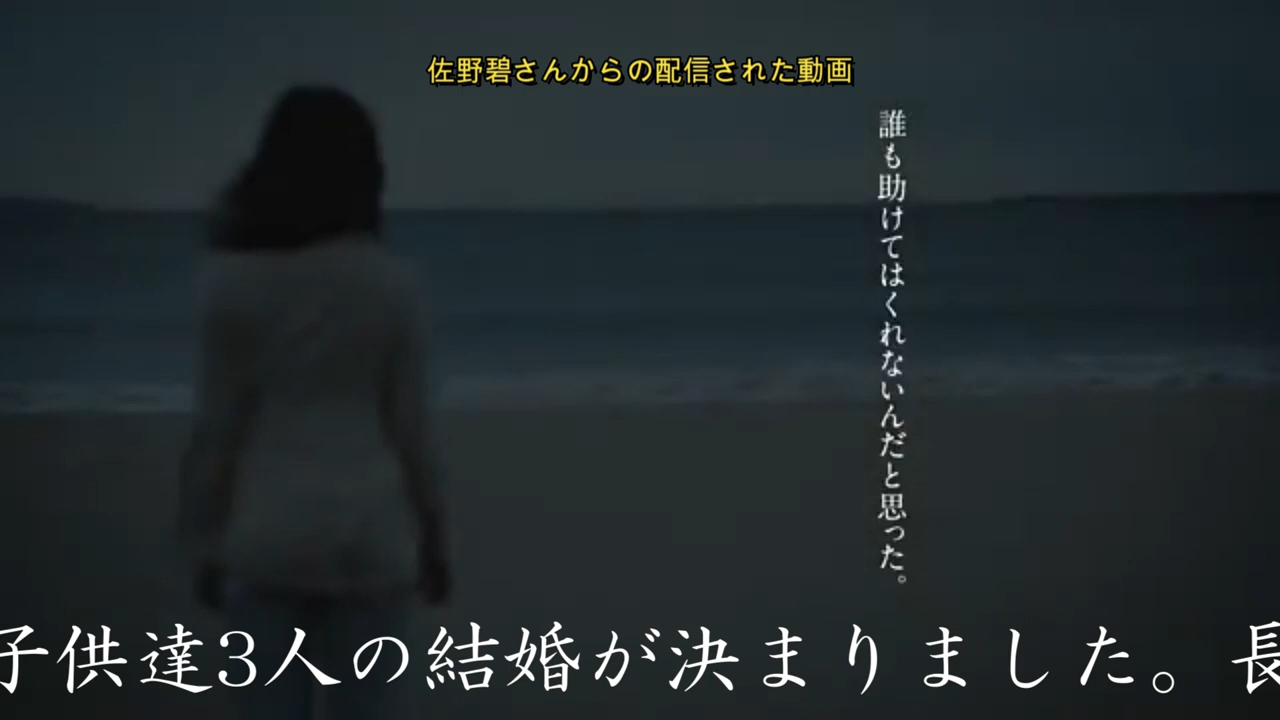 佐野碧さんからの配信された動画
誰も助けてはくれないんだと思った。
子供達3人の結婚が決まりました。長